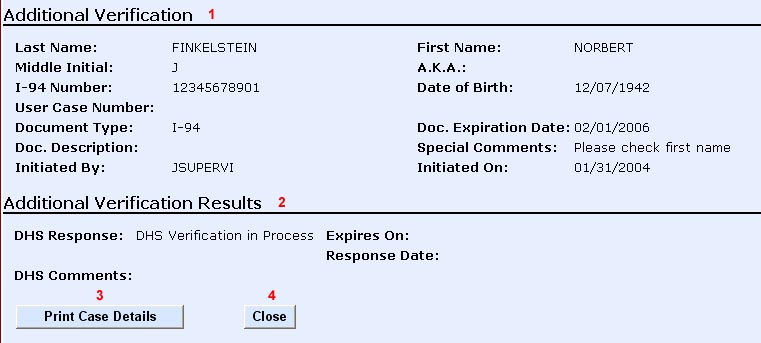 Additional Verification 1
Last Name: FINKELSTEIN First Name: NORBERT
Middle Initial: J A.K.A.:
I-94 Number: 12345678901 Date of Birth: 12/07/1942
User Case Number:
Document Type: I-94 Doc. Expiration Date: 02/01/2006
Doc. Description: Special Comments: Please check first name
Initiated By: JSUPERVI Initiated On: 01/31/2004
Additional Verification Results 2
DHS Response: DHS Verification in Process Expires On:
Response Date:
DHS Comments:
3 4
Print Case Details Close